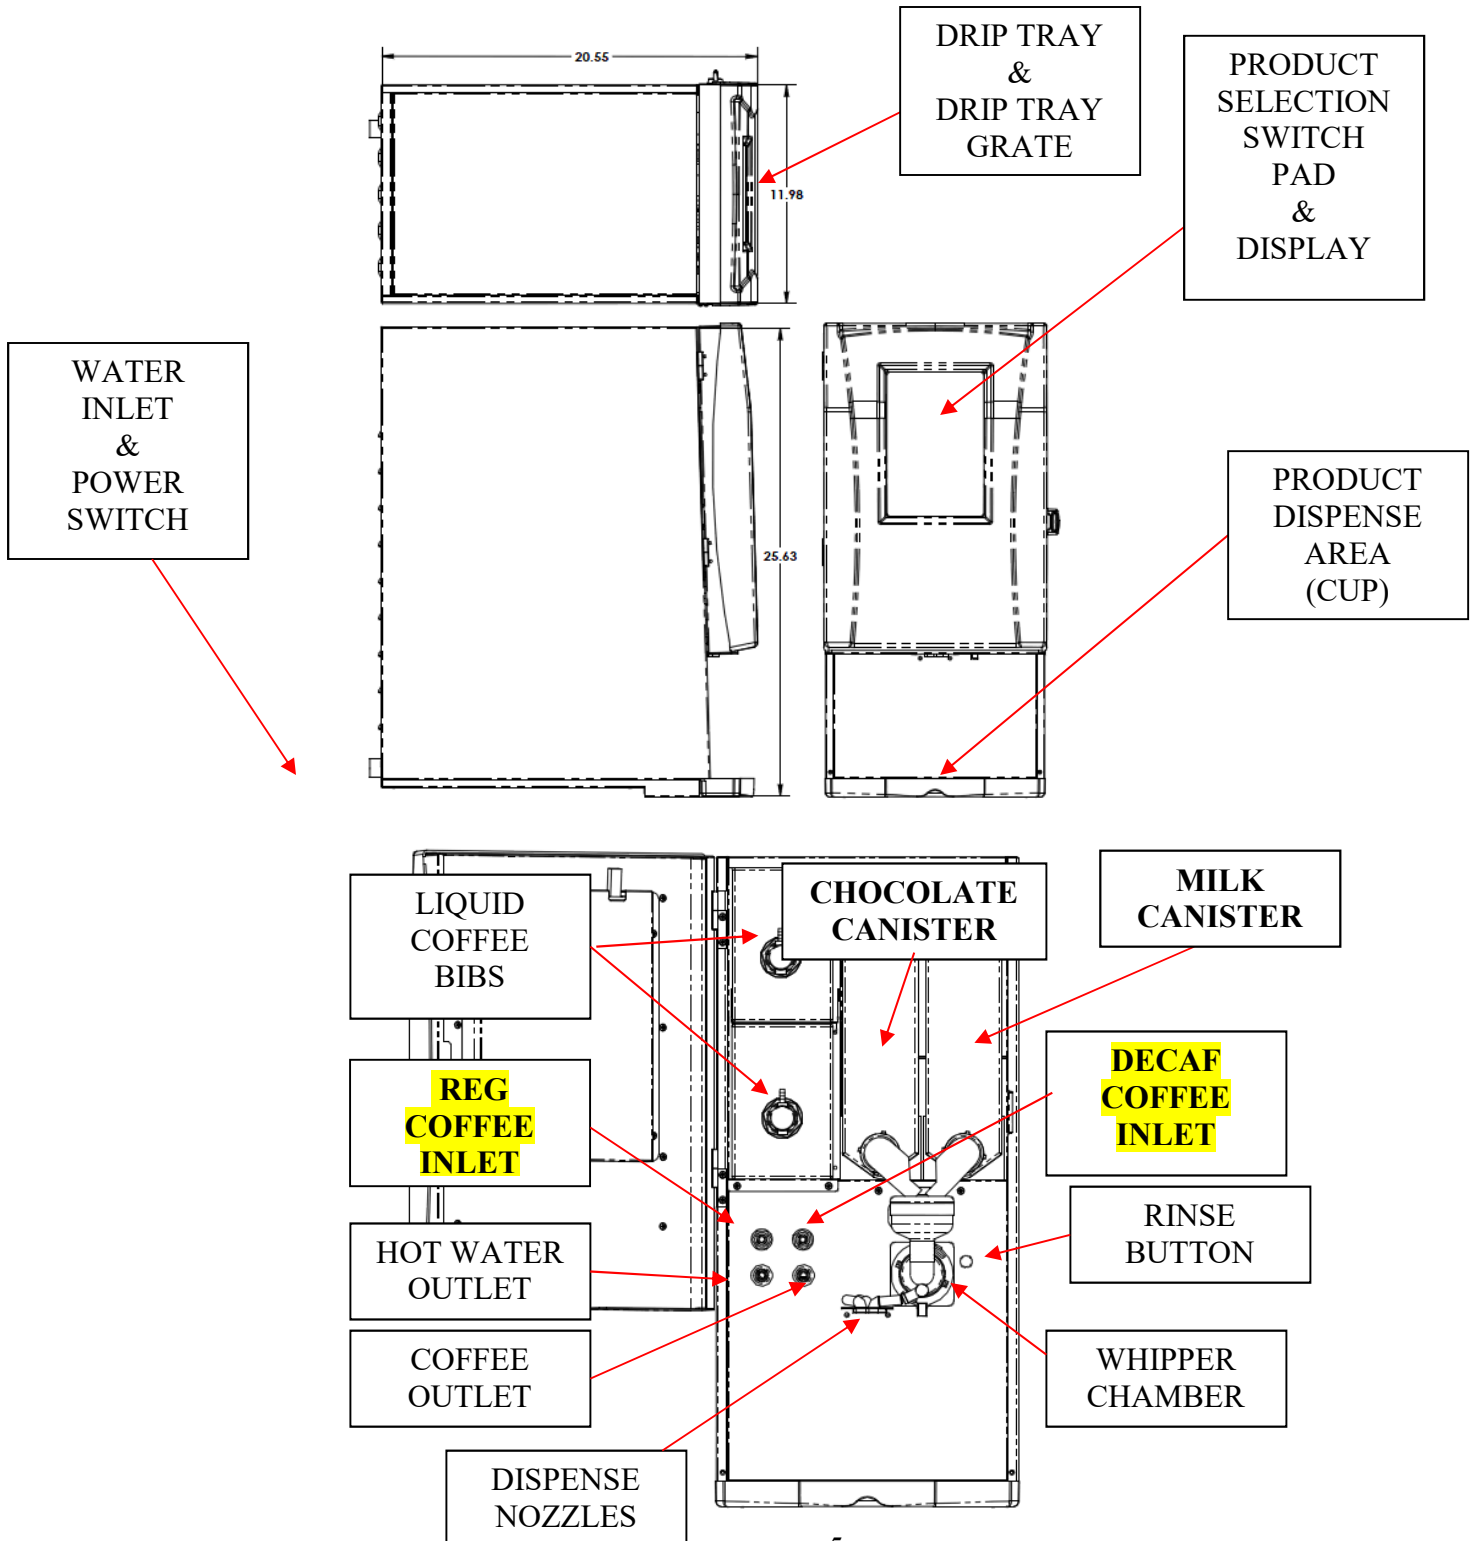 20.55
DRIP TRAY
&
DRIP TRAY
GRATE
PRODUCT
SELECTION
SWITCH
PAD
&
DISPLAY
11.98
WATER
INLET
&
POWER
SWITCH
25.63
PRODUCT
DISPENSE
AREA
(CUP)
LIQUID
COFFEE
BIBS
CHOCOLATE
CANISTER
MILK
CANISTER
REG
COFFEE
INLET
DECAF
COFFEE
INLET
HOT WATER
OUTLET
RINSE
BUTTON
COFFEE
OUTLET
WHIPPER
CHAMBER
DISPENSE
NOZZLES